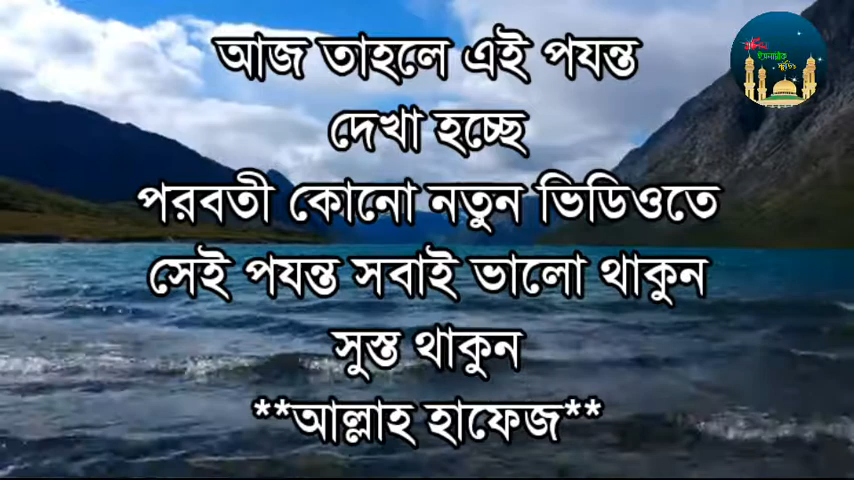 আজ তাহলে এই পযন্ত
দেখা হচ্ছে
পরবতী কোনো নতুন ভিডিওতে
সেই পযন্ত সবাই ভালো থাকুন
সুস্ত থাকুন
**আল্লাহ হাফেজ**